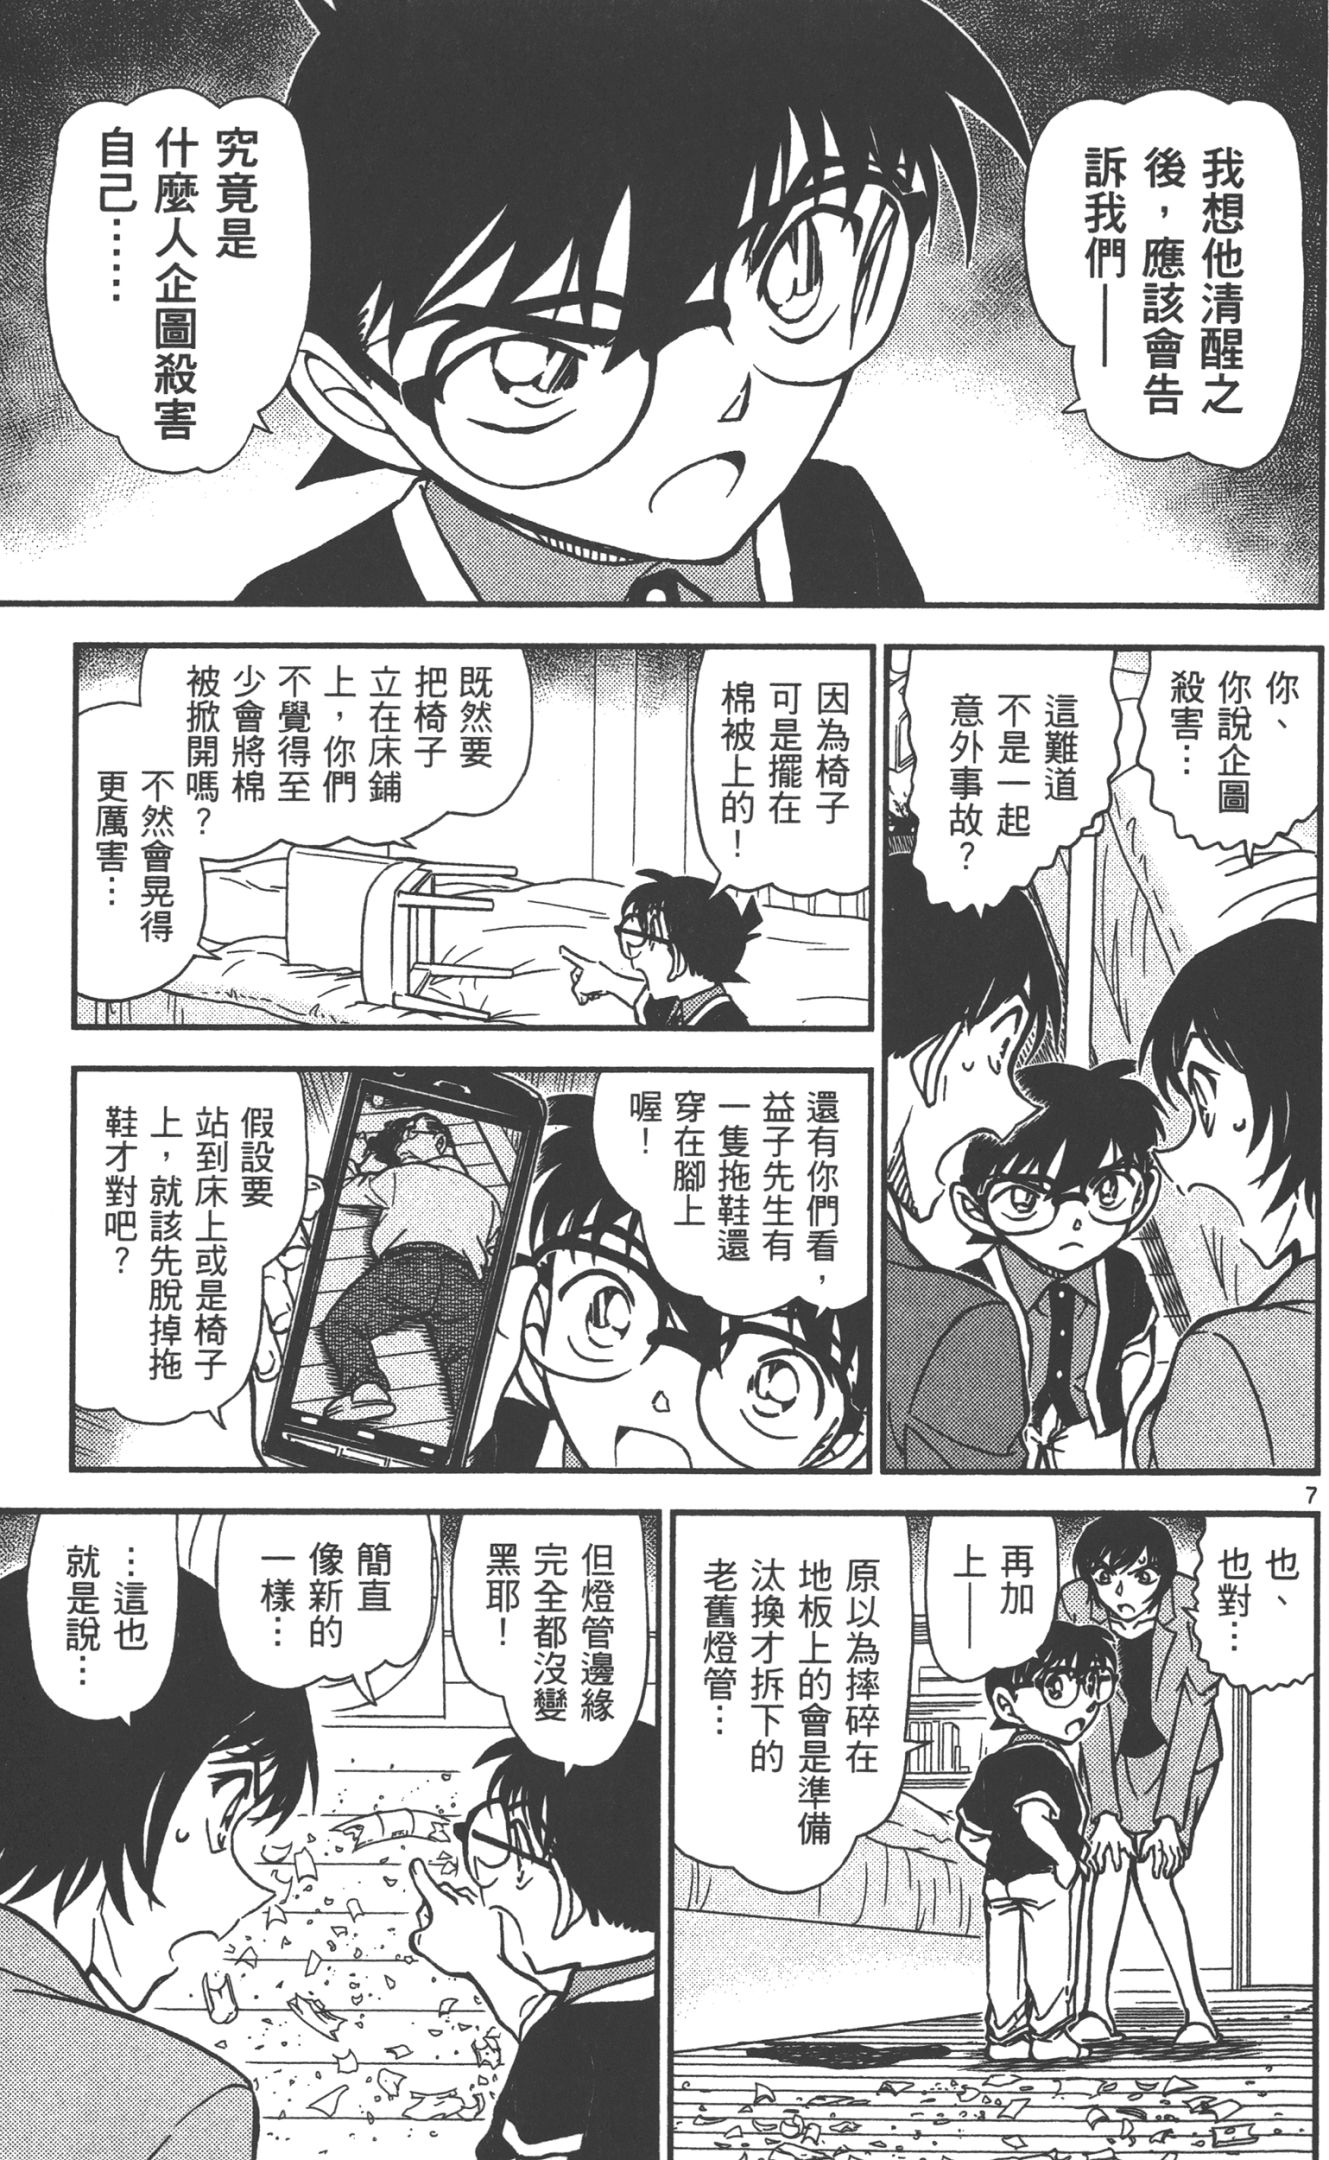 我想他清醒之
後，應該會告
訴我們——
究竟是
什麼人企圖殺害
自己……
你、
你說企圖
殺害…
這難道
不是一起
意外事故？
因為椅子
可是擺在
棉被上的！
既然要
把椅子
立在床鋪
上，你們
不覺得至
少會將棉
被掀開嗎？
不然會晃得
更厲害…
還有你們看，
益子先生有
一隻拖鞋還
穿在腳上
喔！
假設要
站到床上或是椅子
上，就該先脫掉拖
鞋才對吧？
7
也、
也對…
再加
上——
原以為摔碎在
地板上的會是準備
汰換才拆下的
老舊燈管…
但燈管邊緣
完全都沒變
黑耶！
簡直
像新的
一樣…
…這也
就是說…